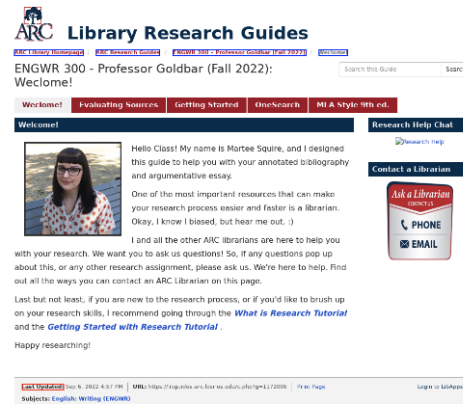 ARC Library Research Guides
ARC Library Homepage / ARC Research Guides / ENGWR 300 - Professor Goldbar (Fall 2022) / Weclome!
ENGWR 300 - Professor Goldbar (Fall 2022):
Weclome!
Search this Guide
Searc
Weclome!
Evaluating Sources
Getting Started
OneSearch
MLA Style 9th ed.
Welcome!
Hello Class! My name is Martee Squire, and I designed
this guide to help you with your annotated bibliography
and argumentative essay.
One of the most important resources that can make
your research process easier and faster is a librarian.
Okay, I know I biased, but hear me out. :)
I and all the other ARC librarians are here to help you
with your research. We want you to ask us questions! So, if any questions pop up
about this, or any other research assignment, please ask us. We're here to help. Find
out all the ways you can contact an ARC Librarian on this page.
Last but not least, if you are new to the research process, or if you'd like to brush up
on your research skills, I recommend going through the What is Research Tutorial
and the Getting Started with Research Tutorial .
Happy researching!
Research Help Chat
Research Help
Contact a Librarian
Ask a Librarian
CONTACT US
PHONE
EMAIL
Last Updated: Sep 6, 2022 4:57 PM
URL:
Print Page
Login to LibApps
Subjects: English: Writing (ENGWR)